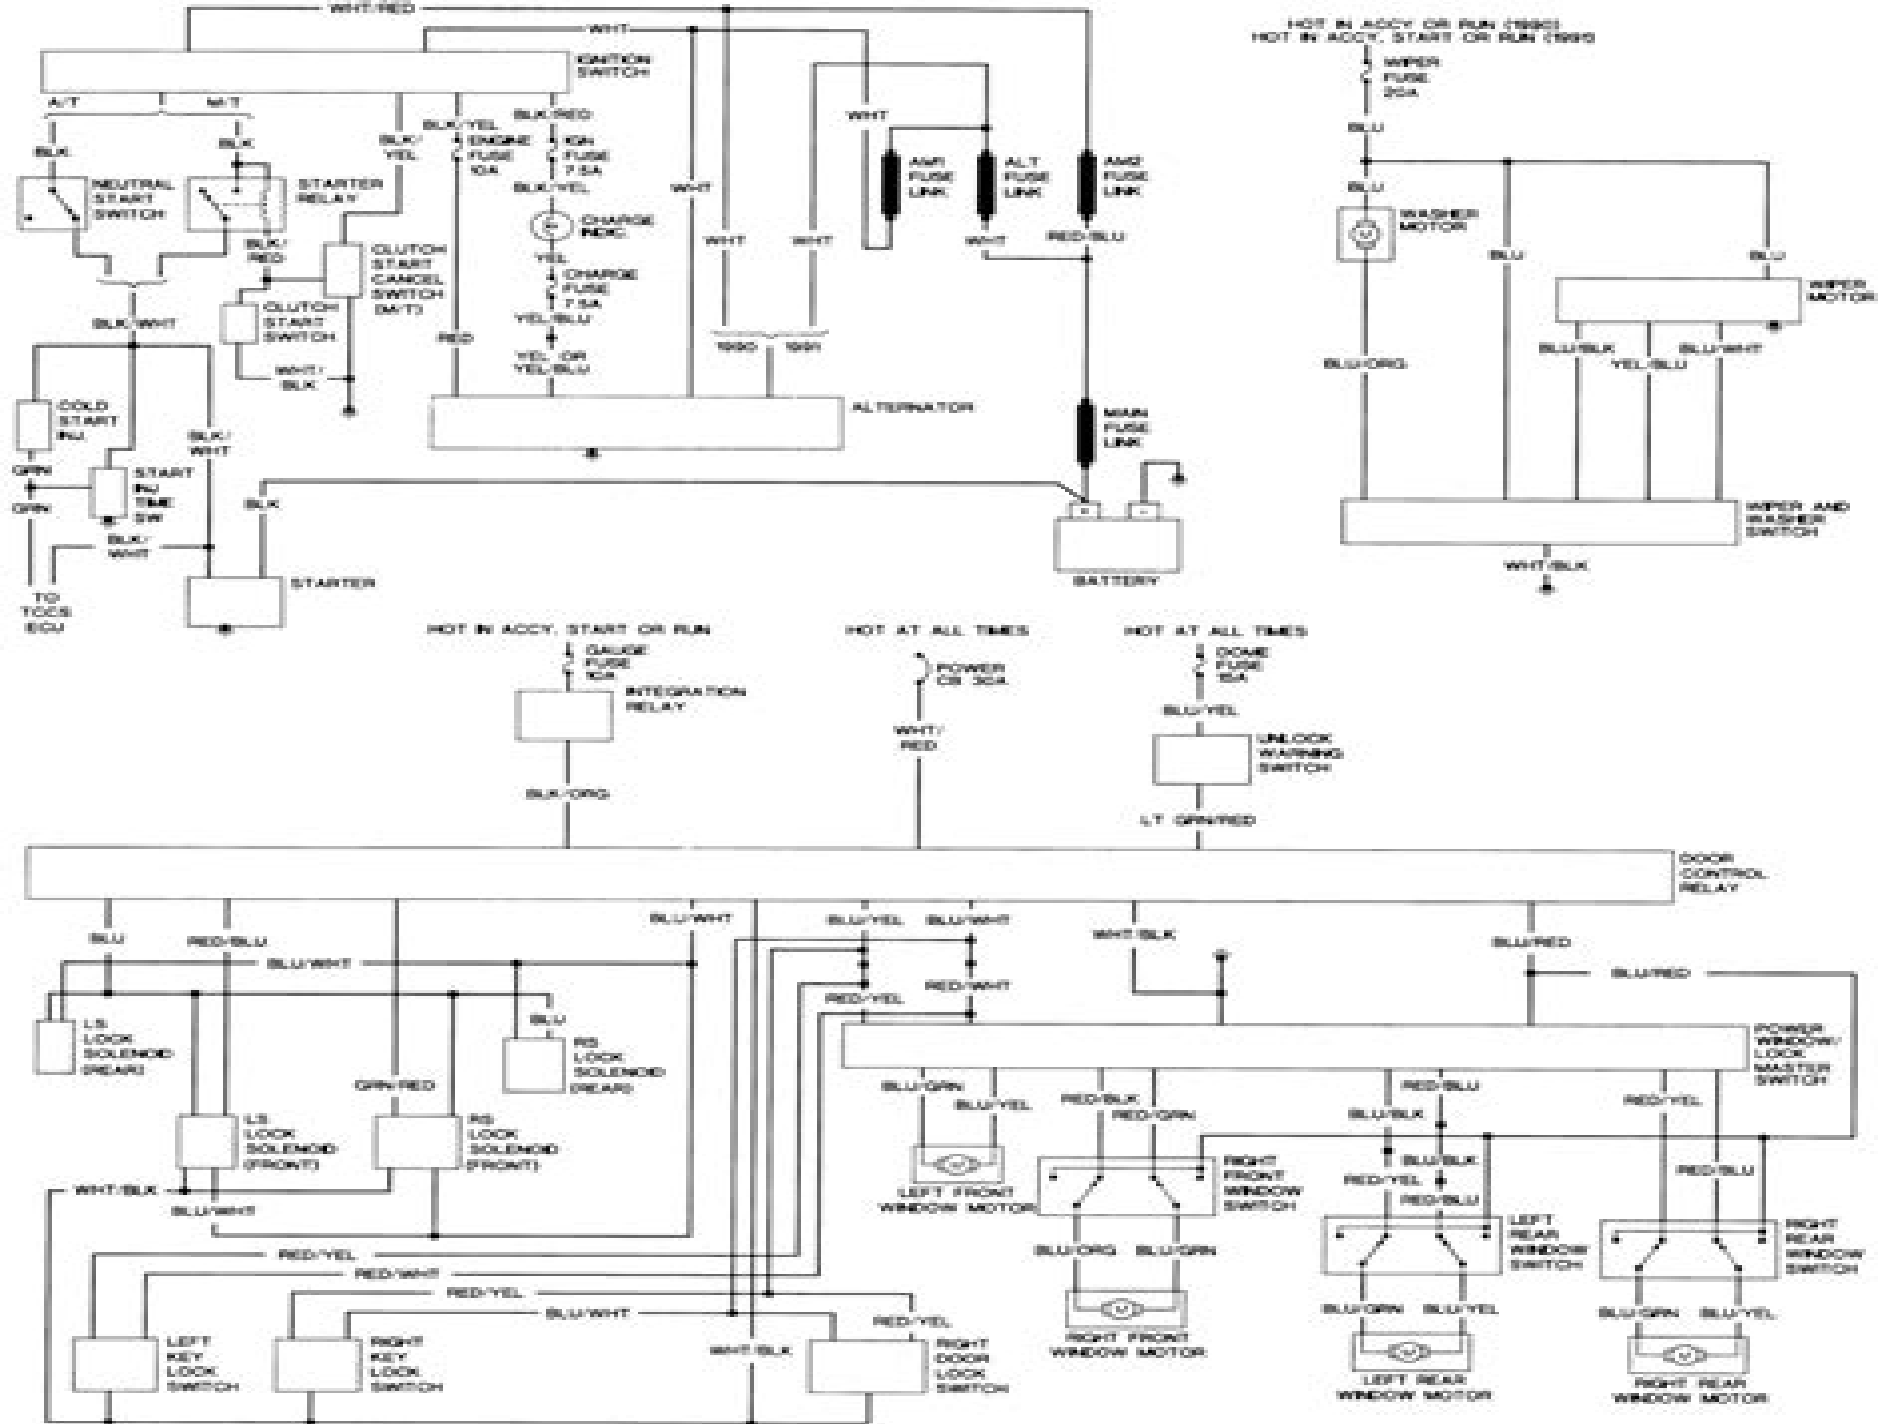 WHT/RED
WHT
IGNITION
SWITCH
A/T
M/T
BLK
BLK
NEUTRAL
START
SWITCH
STARTER
RELAY
BLK/
YEL
BLK/YEL
ENGINE
FUSE
10A
BLK/RED
IGN
FUSE
7.5A
BLK/YEL
CHARGE
INDIC.
YEL
CHARGE
FUSE
7.5A
YEL/BLU
YEL OR
YEL/BLU
BLK/
RED
CLUTCH
START
CANCEL
SWITCH
(M/T)
CLUTCH
START
SWITCH
WHT/
BLK
RED
WHT
WHT
WHT
1990
1991
WHT
AM1
FUSE
LINK
ALT
FUSE
LINK
AM2
FUSE
LINK
WHT
RED/BLU
ALTERNATOR
MAIN
FUSE
LINK
BATTERY
BLK/WHT
COLD
START
INJ.
GRN
GRN
START
INJ.
TIME
SW
BLK/
WHT
BLK/
WHT
BLK
STARTER
TO
TCCS
ECU
HOT IN ACCY OR RUN (1990)
HOT IN ACCY, START OR RUN (1991)
WIPER
FUSE
20A
BLU
BLU
WASHER
MOTOR
BLU
BLU
WIPER
MOTOR
BLU/ORG
BLU/BLK
YEL/BLU
BLU/WHT
WIPER AND
WASHER
SWITCH
WHT/BLK
HOT IN ACCY, START OR RUN
GAUGE
FUSE
10A
INTEGRATION
RELAY
BLK/ORG
HOT AT ALL TIMES
POWER
CB 30A
WHT/
RED
HOT AT ALL TIMES
DOME
FUSE
15A
BLU/YEL
UNLOCK
WARNING
SWITCH
LT GRN/RED
DOOR
CONTROL
RELAY
BLU
RED/BLU
BLU/WHT
BLU/WHT
BLU/YEL
BLU/WHT
WHT/BLK
BLU/RED
BLU/RED
RED/YEL
RED/WHT
LS
LOCK
SOLENOID
(REAR)
BLU
RS
LOCK
SOLENOID
(REAR)
GRN/RED
LS
LOCK
SOLENOID
(FRONT)
RS
LOCK
SOLENOID
(FRONT)
POWER
WINDOW/
LOCK
MASTER
SWITCH
BLU/GRN
BLU/YEL
RED/BLK
RED/GRN
RED/BLU
BLU/BLK
RED/YEL
BLU/BLK
RED/YEL
RED/BLU
RED/BLU
LEFT FRONT
WINDOW MOTOR
RIGHT
FRONT
WINDOW
SWITCH
LEFT
REAR
WINDOW
SWITCH
RIGHT
REAR
WINDOW
SWITCH
WHT/BLK
BLU/WHT
RED/YEL
RED/WHT
RED/YEL
BLU/WHT
RED/YEL
WHT/BLK
BLU/ORG
BLU/GRN
BLU/GRN
BLU/YEL
BLU/GRN
BLU/YEL
LEFT
KEY
LOCK
SWITCH
RIGHT
KEY
LOCK
SWITCH
RIGHT
DOOR
LOCK
SWITCH
RIGHT FRONT
WINDOW MOTOR
LEFT REAR
WINDOW MOTOR
RIGHT REAR
WINDOW MOTOR